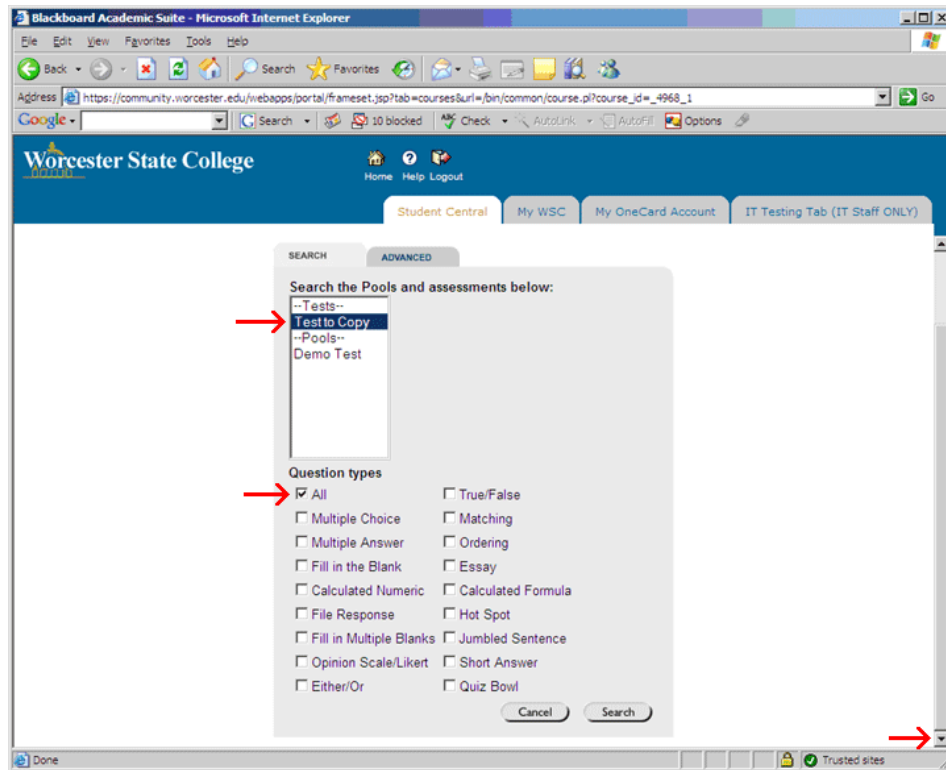 Blackboard Academic Suite - Microsoft Internet Explorer
File Edit View Favorites Tools Help
Back Search Favorites
Address https://community.worcester.edu/webapps/portal/frameset.jsp?tab=courses&url=/bin/common/course.pl?course_id=_4968_1 Go
Google Search 10 blocked ABC Check AutoLink AutoFill Options
Worcester State College
Home Help Logout
Student Central My WSC My OneCard Account IT Testing Tab (IT Staff ONLY)
SEARCH ADVANCED
Search the Pools and assessments below:
--Tests--
Test to Copy
--Pools--
Demo Test
Question types
All True/False
Multiple Choice Matching
Multiple Answer Ordering
Fill in the Blank Essay
Calculated Numeric Calculated Formula
File Response Hot Spot
Fill in Multiple Blanks Jumbled Sentence
Opinion Scale/Likert Short Answer
Either/Or Quiz Bowl
Cancel Search
Done Trusted sites